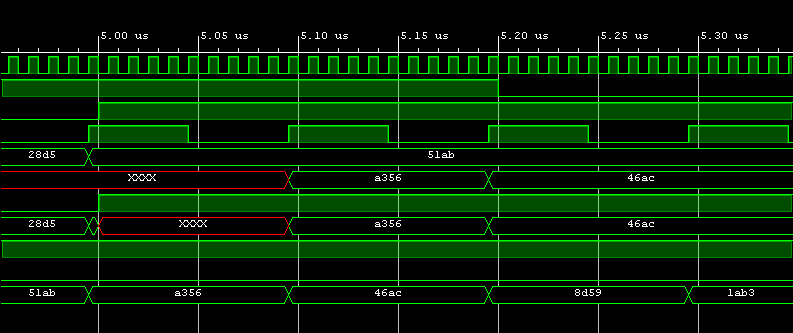 5.00 us 5.05 us 5.10 us 5.15 us 5.20 us 5.25 us 5.30 us
28d5 51ab
XXXX a356 46ac
28d5 XXXX a356 46ac
51ab a356 46ac 8d59 1ab3